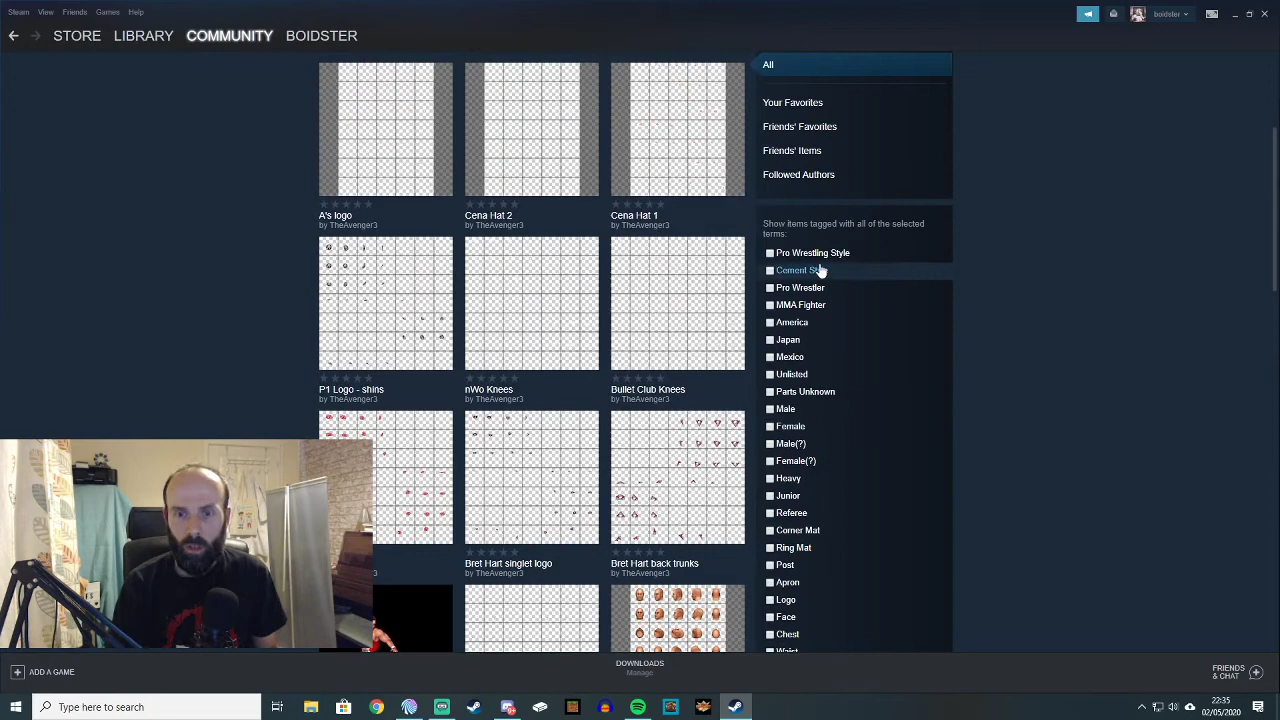 Steam View Friends Games Help
boidster
STORE LIBRARY COMMUNITY BOIDSTER
All
Your Favorites
Friends' Favorites
Friends' Items
Followed Authors
A's logo
by TheAvenger3
Cena Hat 2
by TheAvenger3
Cena Hat 1
by TheAvenger3
Show items tagged with all of the selected
terms:
Pro Wrestling Style
Cement
Pro Wrestler
MMA Fighter
America
Japan
Mexico
Unlisted
Parts Unknown
Male
Female
Male(?)
Female(?)
Heavy
Junior
Referee
Corner Mat
Ring Mat
Post
Apron
Logo
Face
Chest
Waist
P1 Logo - shins
by TheAvenger3
nWo Knees
by TheAvenger3
Bullet Club Knees
by TheAvenger3
Bret Hart singlet logo
by TheAvenger3
Bret Hart back trunks
by TheAvenger3
ADD A GAME
DOWNLOADS
Manage
FRIENDS
& CHAT
Type here to search
22:35
02/05/2020